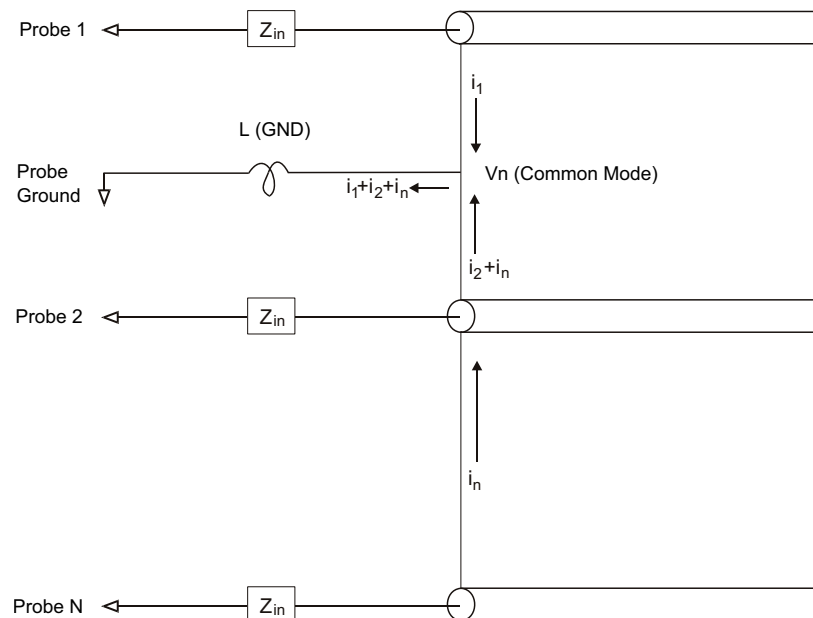 Probe 1
Z_in
i_1
L (GND)
Probe
Ground
Vn (Common Mode)
i_1+i_2+i_n
i_2+i_n
Probe 2
Z_in
i_n
Probe N
Z_in